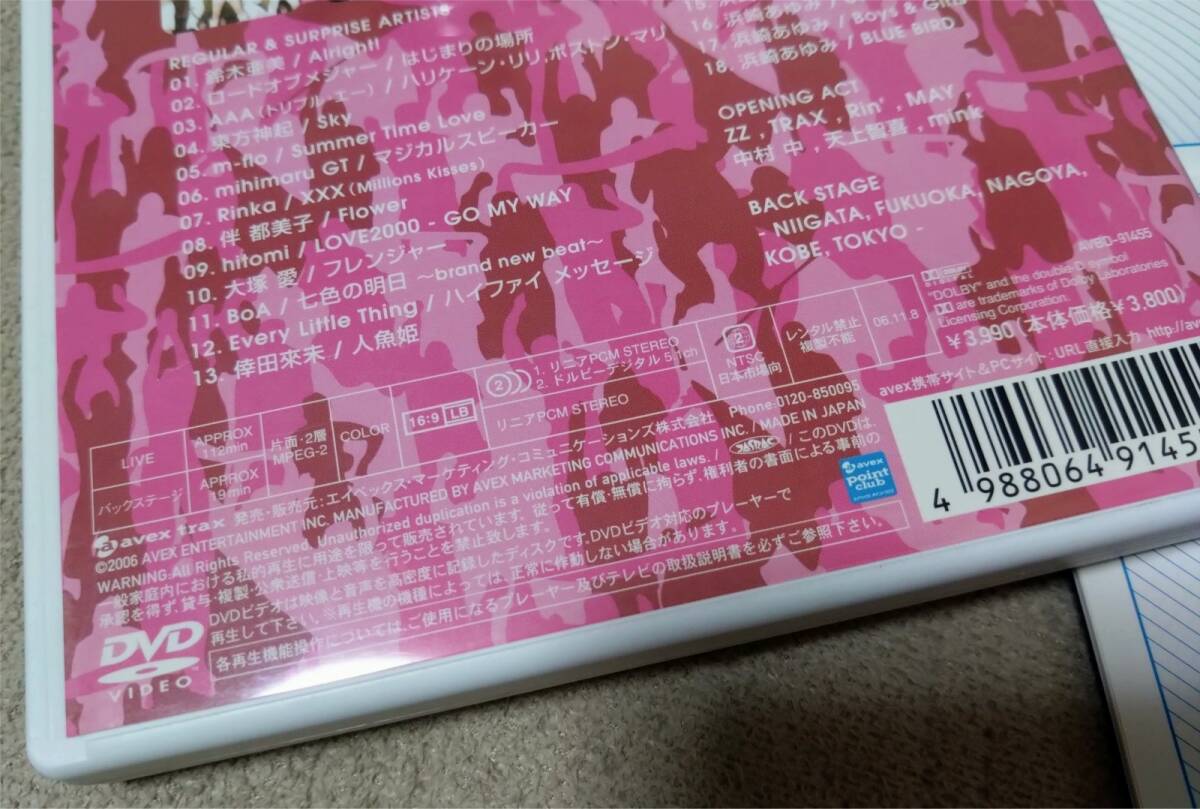 REGULAR & SURPRISE ARTISTS
01. 鈴木亜美 / Alright!
02. ロードオブメジャー / はじまりの場所
03. AAA(トリプル・エー) / ハリケーン・リリ,ボストン・マリ
04. 東方神起 / Sky
05. m-flo / Summer Time Love
06. mihimaru GT / マジカルスピーカー
07. Rinka / XXX (Millions Kisses)
08. 伴 都美子 / Flower
09. hitomi / LOVE2000 - GO MY WAY
10. 大塚 愛 / フレンジャー
11. BoA / 七色の明日 〜brand new beat〜
12. Every Little Thing / ハイファイ メッセージ
13. 倖田來未 / 人魚姫
15.
16. 浜崎あゆみ /
17. 浜崎あゆみ / Boys & Girls
18. 浜崎あゆみ / BLUE BIRD
OPENING ACT
ZZ , TRAX , Rin' , MAY ,
中村 中 , 天上智喜 , mink
BACK STAGE
- NIIGATA, FUKUOKA, NAGOYA,
KOBE, TOKYO -
AVBD-91455
"DOLBY" and the double-D symbol
are trademarks of Dolby Laboratories
Licensing Corporation.
¥3,990(本体価格¥3,800)
LIVE
APPROX
112min
バックステージ
APPROX
19min
片面・2層
MPEG-2
COLOR
16:9 LB
2
1. リニアPCM STEREO
2. ドルビーデジタル 5.1ch
リニアPCM STEREO
2
NTSC
日本市場向
レンタル禁止
複製不能
06.11.8
avex携帯サイト&PCサイト:URL直接入力 http://av
avex trax 発売・販売元:エイベックス・マーケティング・コミュニケーションズ株式会社 Phone:0120-850095
©2006 AVEX ENTERTAINMENT INC. MANUFACTURED BY AVEX MARKETING COMMUNICATIONS INC. / MADE IN JAPAN
WARNING:All Rights Reserved. Unauthorized duplication is a violation of applicable laws. / このDVDは、
一般家庭内における私的再生に用途を限って販売されています。従って有償・無償に拘らず、権利者の書面による事前の
承認を得ず、貸与・複製・公衆送信・上映等を行うことを禁止致します。
DVDビデオは映像と音声を高密度に記録したディスクです。DVDビデオ対応のプレーヤーで
再生して下さい。※再生機の機種によっては、正常に作動しない場合があります。
各再生機能操作については、ご使用になるプレーヤー及びテレビの取扱説明書を必ずご参照下さい。
DVD
VIDEO
avex
point
club
4 988064 9145